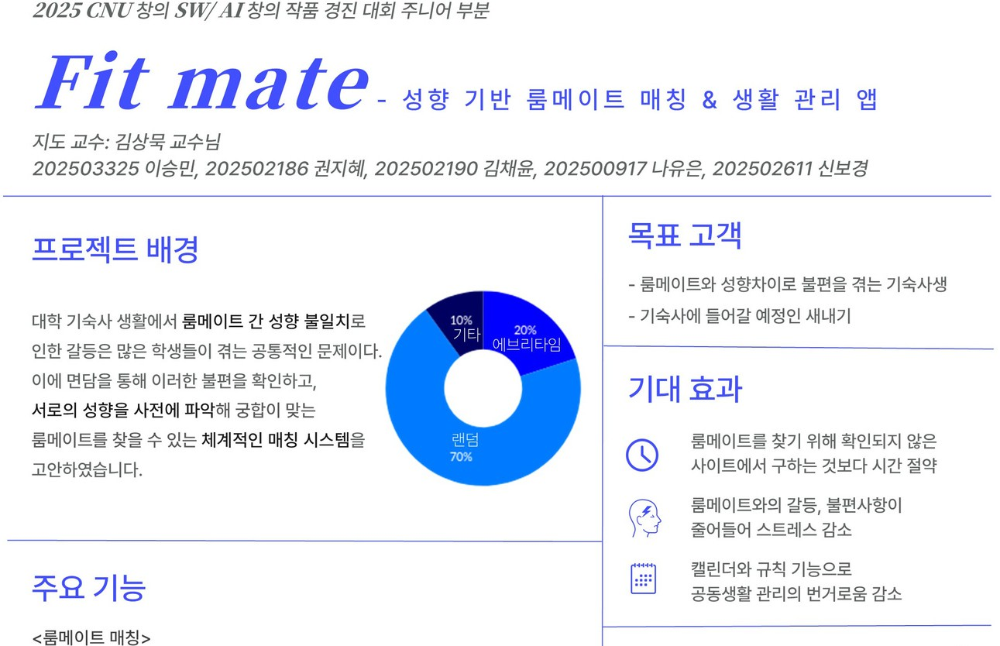 2025 CNU 창의 SW/ AI 창의 작품 경진 대회 주니어 부분
Fit mate - 성향 기반 룸메이트 매칭 & 생활 관리 앱
지도 교수: 김상묵 교수님
202503325 이승민, 202502186 권지혜, 202502190 김채윤, 202500917 나유은, 202502611 신보경
프로젝트 배경
대학 기숙사 생활에서 룸메이트 간 성향 불일치로
인한 갈등은 많은 학생들이 겪는 공통적인 문제이다.
이에 면담을 통해 이러한 불편을 확인하고,
서로의 성향을 사전에 파악해 궁합이 맞는
룸메이트를 찾을 수 있는 체계적인 매칭 시스템을
고안하였습니다.
10%
기타
20%
에브리타임
랜덤
70%
주요 기능
<룸메이트 매칭>
목표 고객
- 룸메이트와 성향차이로 불편을 겪는 기숙사생
- 기숙사에 들어갈 예정인 새내기
기대 효과
룸메이트를 찾기 위해 확인되지 않은
사이트에서 구하는 것보다 시간 절약
룸메이트와의 갈등, 불편사항이
줄어들어 스트레스 감소
캘린더와 규칙 기능으로
공동생활 관리의 번거로움 감소